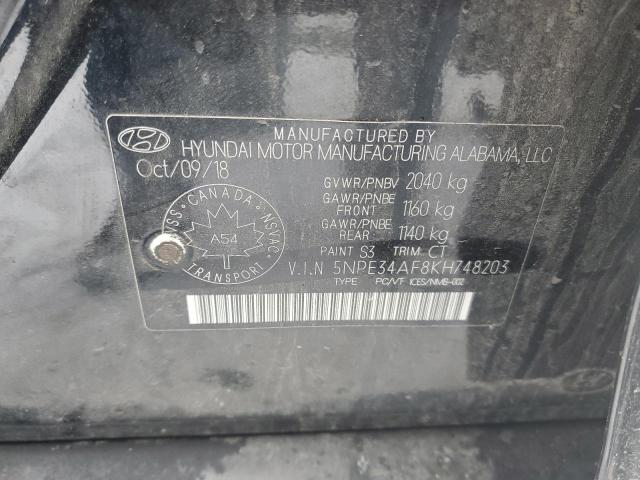 MANUFACTURED BY
HYUNDAI MOTOR MANUFACTURING ALABAMA, LLC
Oct/09/18
GVWR/PNBV 2040 kg
GAWR/PNBE FRONT 1160 kg
GAWR/PNBE REAR 1140 kg
PAINT S3 TRIM CT
CANADA
NSVAC
A54
TRANSPORT
V.I.N 5NPE34AF8KH748203
TYPE PC/VT ICES/NMB-002